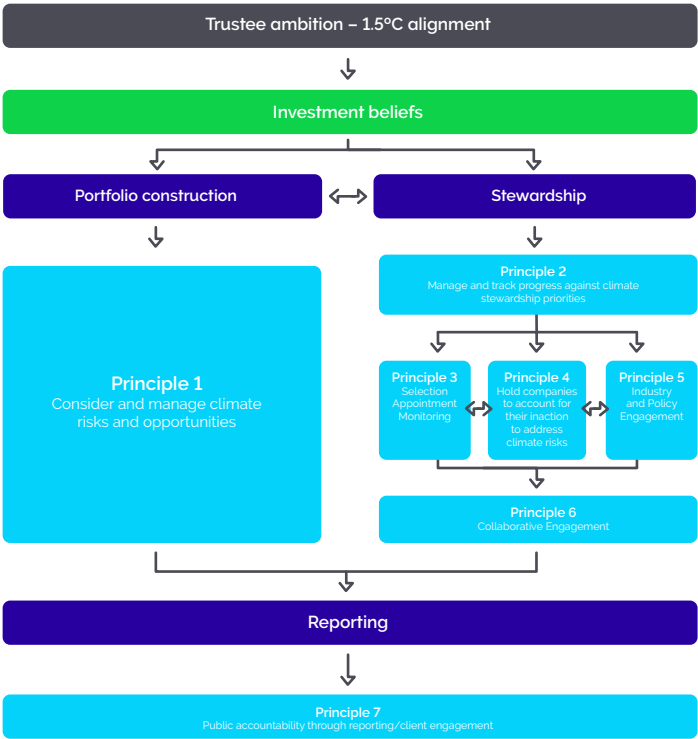 Trustee ambition – 1.5ºC alignment
Investment beliefs
Portfolio construction
Stewardship
Principle 1
Consider and manage climate
risks and opportunities
Principle 2
Manage and track progress against climate
stewardship priorities
Principle 3
Selection
Appointment
Monitoring
Principle 4
Hold companies
to account for
their inaction
to address
climate risks
Principle 5
Industry
and Policy
Engagement
Principle 6
Collaborative Engagement
Reporting
Principle 7
Public accountability through reporting/client engagement